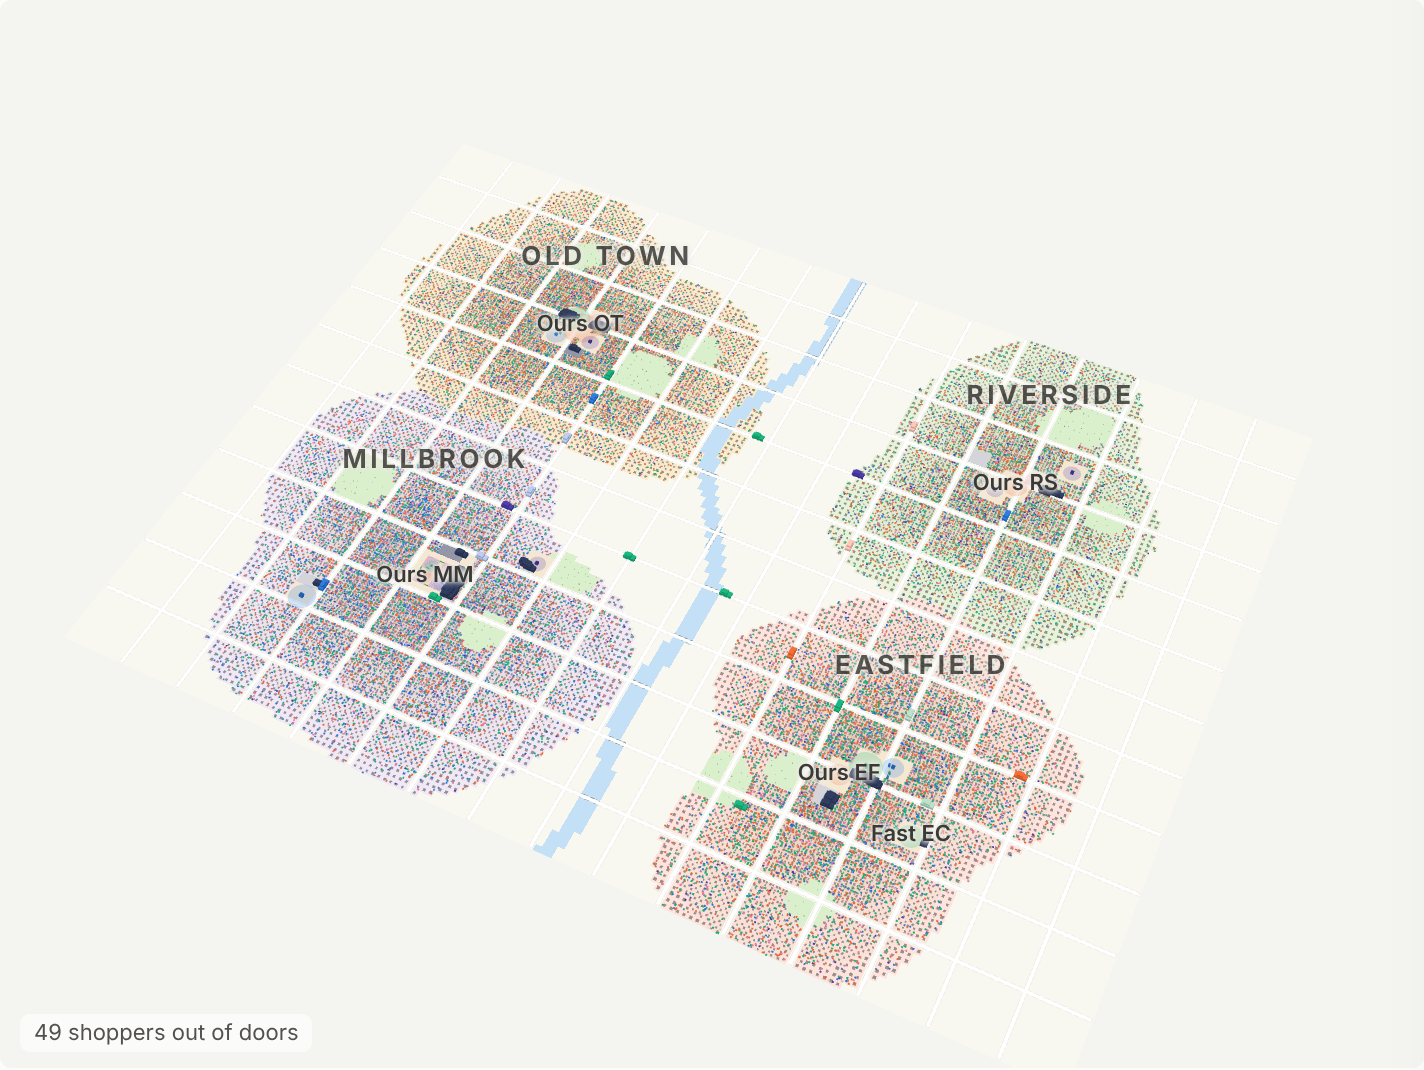 OLD TOWN
Ours OT
RIVERSIDE
MILLBROOK
Ours RS
Ours MM
EASTFIELD
Ours EF
Fast EC
49 shoppers out of doors